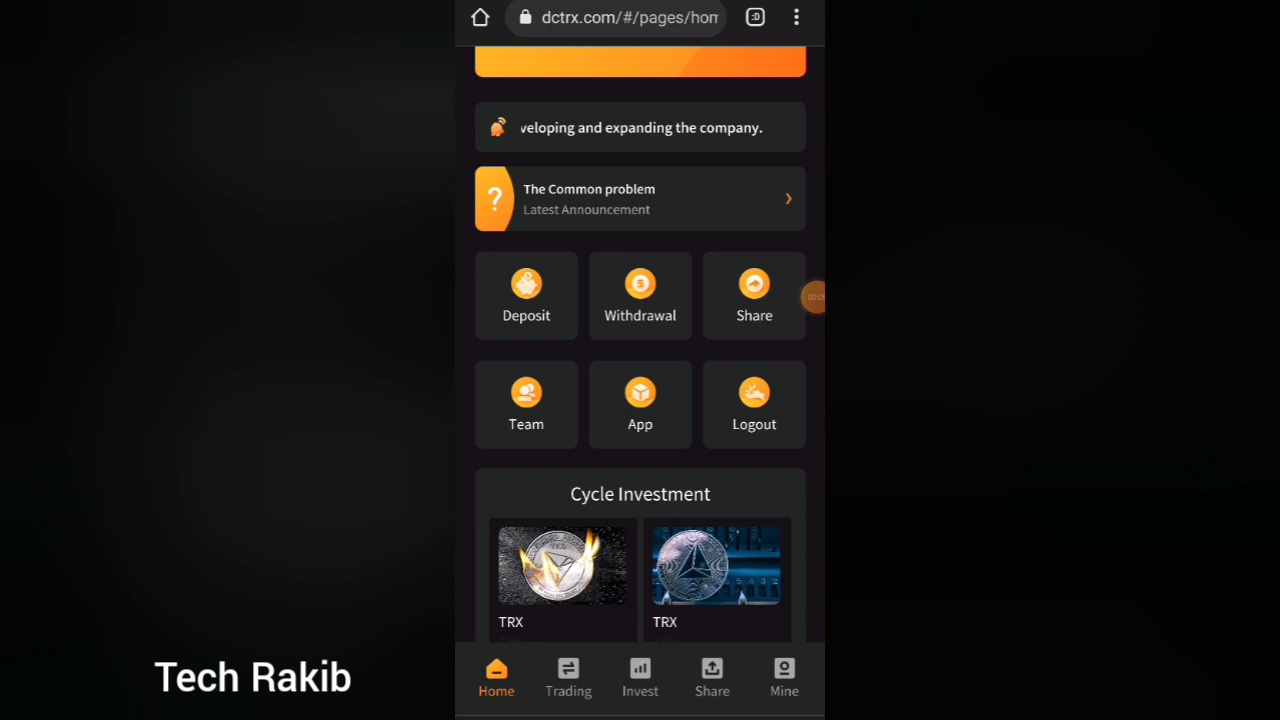 dctrx.com/#/pages/hom
:D
veloping and expanding the company.
?
The Common problem
Latest Announcement
Deposit
Withdrawal
Share
Team
App
Logout
Cycle Investment
TRX
TRX
Home
Trading
Invest
Share
Mine
Tech Rakib